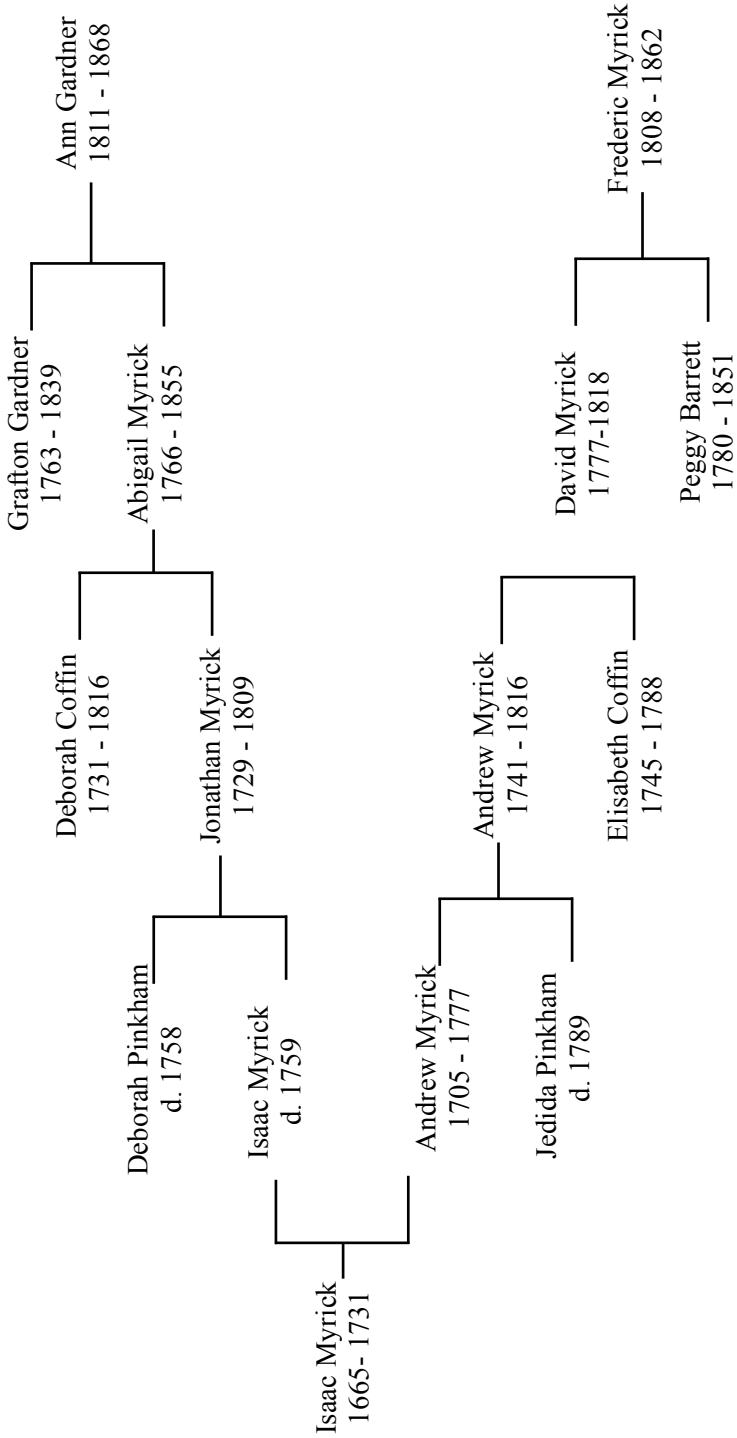 Isaac Myrick
1665- 1731
Deborah Pinkham
d. 1758
Isaac Myrick
d. 1759
Andrew Myrick
1705 - 1777
Jedida Pinkham
d. 1789
Deborah Coffin
1731 - 1816
Jonathan Myrick
1729 - 1809
Andrew Myrick
1741 - 1816
Elisabeth Coffin
1745 - 1788
Grafton Gardner
1763 - 1839
Abigail Myrick
1766 - 1855
David Myrick
1777-1818
Peggy Barrett
1780 - 1851
Ann Gardner
1811 - 1868
Frederic Myrick
1808 - 1862